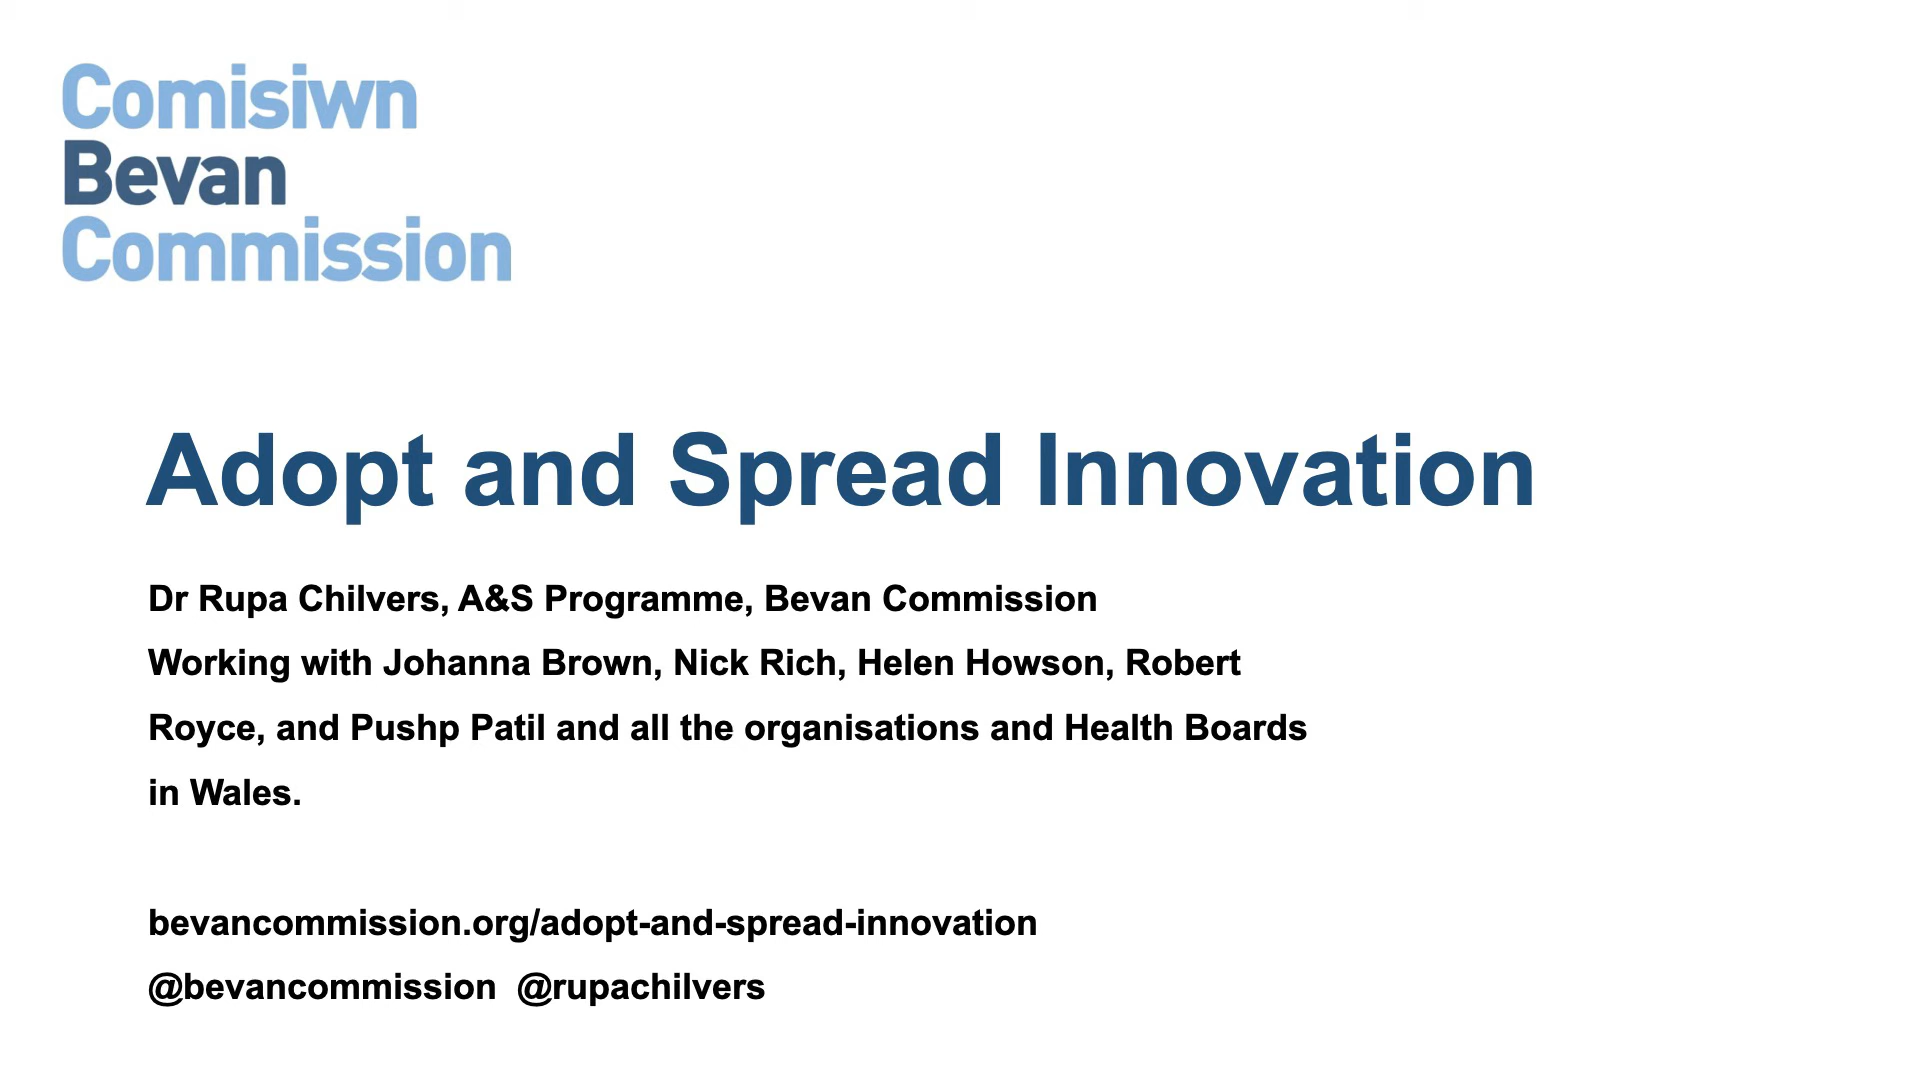 Comisiwn
Bevan
Commission
Adopt and Spread Innovation
Dr Rupa Chilvers, A&S Programme, Bevan Commission
Working with Johanna Brown, Nick Rich, Helen Howson, Robert
Royce, and Pushp Patil and all the organisations and Health Boards
in Wales.
bevancommission.org/adopt-and-spread-innovation
@bevancommission  @rupachilvers